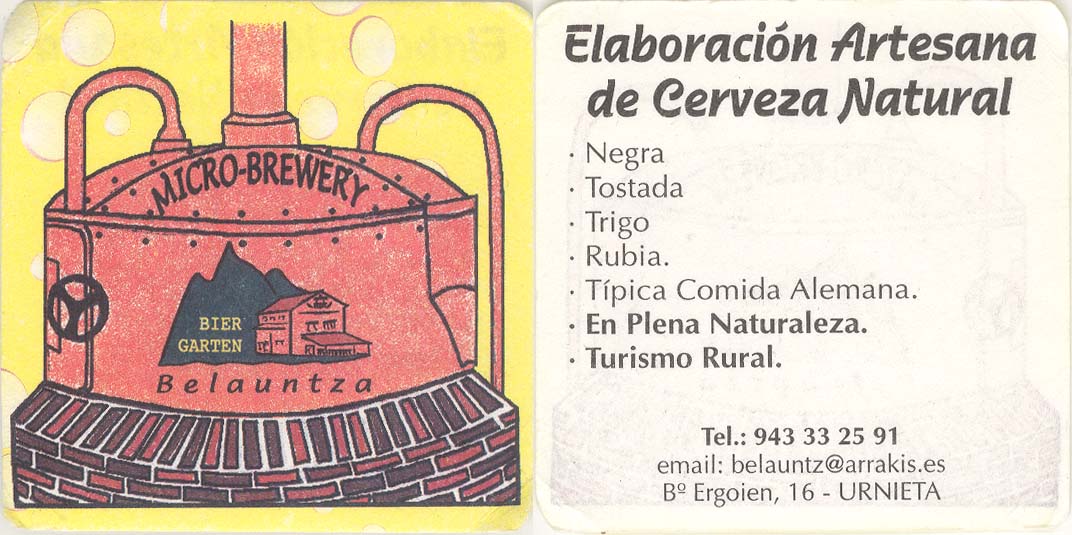 MICRO-BREWERY
BIER
GARTEN
Belauntza
Elaboración Artesana
de Cerveza Natural
· Negra
· Tostada
· Trigo
· Rubia.
· Típica Comida Alemana.
· En Plena Naturaleza.
· Turismo Rural.
Tel.: 943 33 25 91
email: belauntz@arrakis.es
Bº Ergoien, 16 - URNIETA